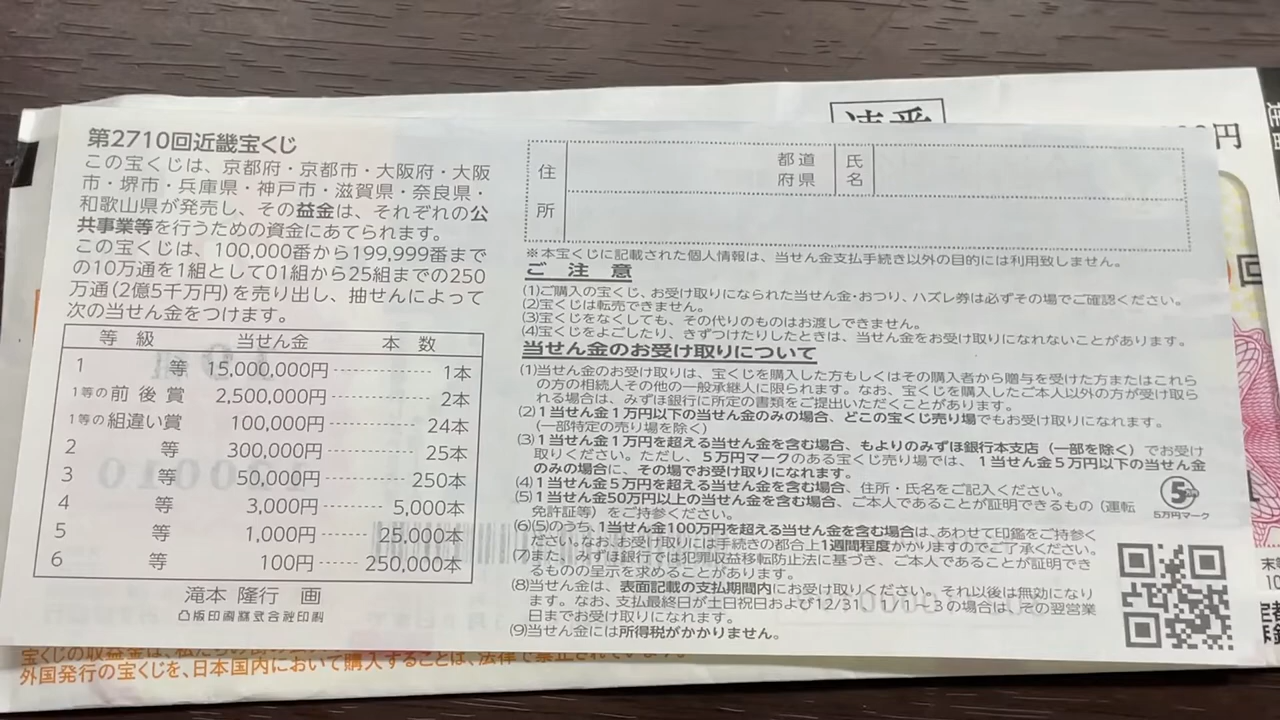 第2710回近畿宝くじ
この宝くじは、京都府・京都市・大阪府・大阪
市・堺市・兵庫県・神戸市・滋賀県・奈良県・
和歌山県が発売し、その益金は、それぞれの公
共事業等を行うための資金にあてられます。
この宝くじは、100,000番から199,999番まで
の10万通を1組として01組から25組までの250
万通(2億5千万円)を売り出し、抽せんによって
次の当せん金をつけます。
等級 当せん金 本数
1等 15,000,000円 1本
1等の前後賞 2,500,000円 2本
1等の組違い賞 100,000円 24本
2等 300,000円 25本
3等 50,000円 250本
4等 3,000円 5,000本
5等 1,000円 25,000本
6等 100円 250,000本
滝本 隆行 画
凸版印刷株式会社印刷
住所
都道府県
氏名
※本宝くじに記載された個人情報は、当せん金支払手続き以外の目的には利用致しません。
ご注意
(1)ご購入の宝くじ、お受け取りになられた当せん金・おつり、ハズレ券は必ずその場でご確認ください。
(2)宝くじは転売できません。
(3)宝くじをなくしても、その代りのものはお渡しできません。
(4)宝くじをよごしたり、きずつけたりしたときは、当せん金をお受け取りになれないことがあります。
当せん金のお受け取りについて
(1)当せん金のお受け取りは、宝くじを購入した方もしくはその購入者から贈与を受けた方またはこれら
の方の相続人その他の一般承継人に限られます。なお、宝くじを購入したご本人以外の方が受け取ら
れる場合は、みずほ銀行に所定の書類をご提出いただくことがあります。
(2)1当せん金1万円以下の当せん金のみの場合、どこの宝くじ売り場でもお受け取りになれます。
(一部特定の売り場を除く)
(3)1当せん金1万円を超える当せん金を含む場合、もよりのみずほ銀行本支店(一部を除く)でお受け
取りください。ただし、5万円マークのある宝くじ売り場では、1当せん金5万円以下の当せん金
のみの場合に、その場でお受け取りになれます。
(4)1当せん金5万円を超える当せん金を含む場合、住所・氏名をご記入ください。
(5)1当せん金50万円以上の当せん金を含む場合、ご本人であることが証明できるもの(運転
免許証等)をご持参ください。
(6)(5)のうち、1当せん金100万円を超える当せん金を含む場合は、あわせて印鑑をご持参く
ださい。なお、お受け取りには手続きの都合上1週間程度かかりますのでご了承ください。
(7)また、みずほ銀行では犯罪収益移転防止法に基づき、ご本人であることが証明でき
るものの呈示を求めることがあります。
(8)当せん金は、表面記載の支払期間内にお受け取りください。それ以後は無効になり
ます。なお、支払最終日が土日祝日および12/31、1/1~3の場合は、その翌営業
日までお受け取りになれます。
(9)当せん金には所得税がかかりません。
5
5万円マーク
連番
円
回
宝くじの収益金は、私たちの
外国発行の宝くじを、日本国内において購入することは、法律で禁止されています。